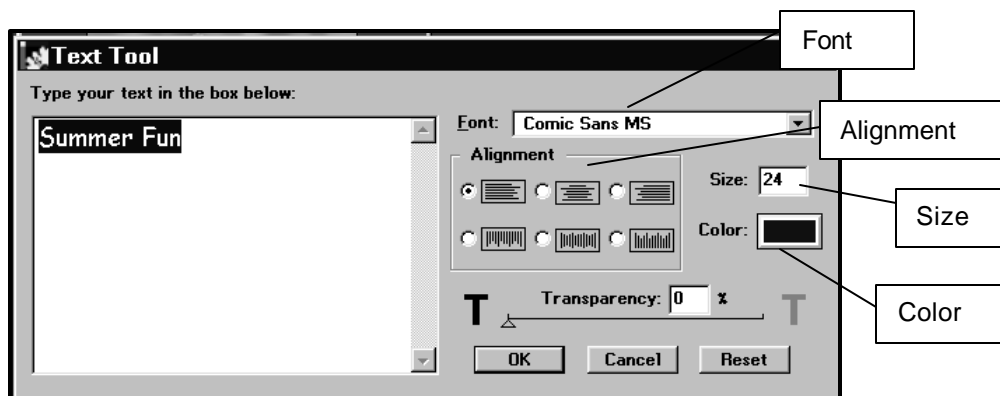 Font
Text Tool
Type your text in the box below:
Summer Fun
Font: Comic Sans MS
Alignment
Alignment
Size: 24
Size
Color:
Color
T Transparency: 0 % T
OK Cancel Reset